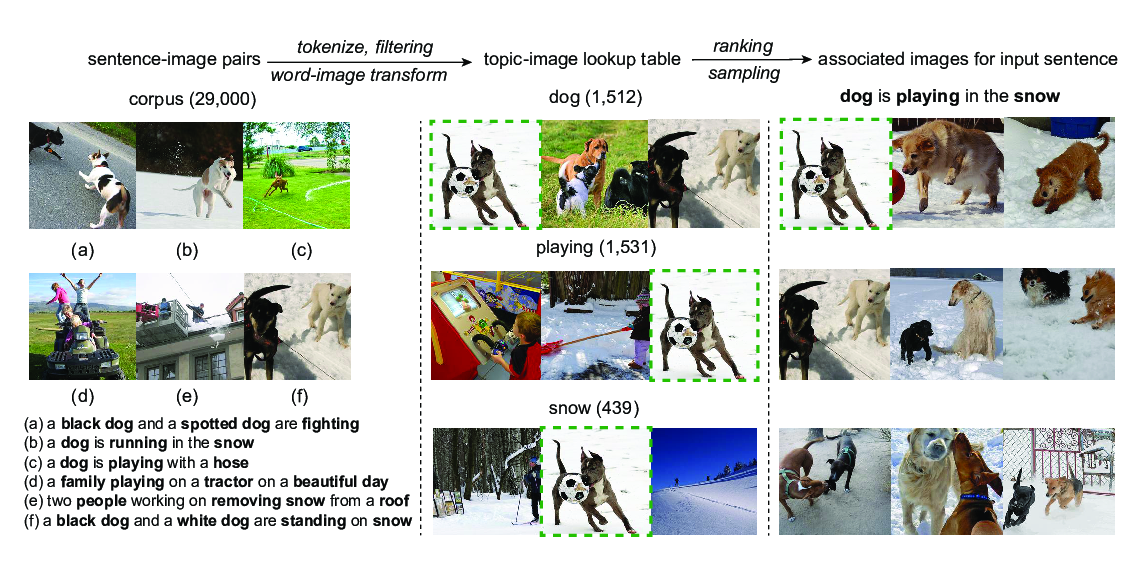 sentence-image pairs
tokenize, filtering
word-image transform
topic-image lookup table
ranking
sampling
associated images for input sentence
corpus (29,000)
dog (1,512)
dog is playing in the snow
(a)
(b)
(c)
playing (1,531)
(d)
(e)
(f)
snow (439)
(a) a black dog and a spotted dog are fighting
(b) a dog is running in the snow
(c) a dog is playing with a hose
(d) a family playing on a tractor on a beautiful day
(e) two people working on removing snow from a roof
(f) a black dog and a white dog are standing on snow